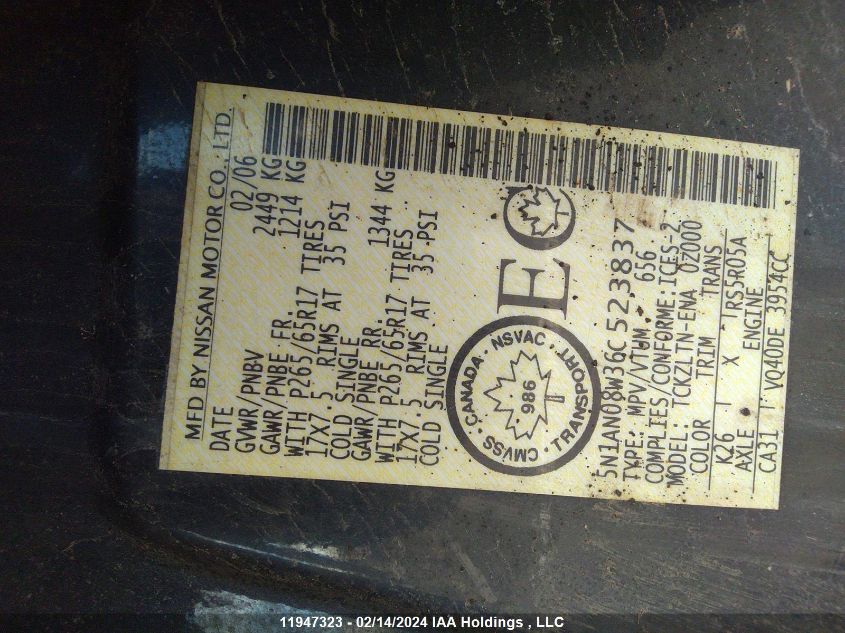 MFD BY NISSAN MOTOR CO., LTD.
DATE 02/06
GVWR/PNBV 2449 KG
GAWR/PNBE FR. 1214 KG
WITH P265/65R17 TIRES
17X7.5 RIMS AT 35 PSI
COLD SINGLE
GAWR/PNBE RR. 1344 KG
WITH P265/65R17 TIRES
17X7.5 RIMS AT 35 PSI
COLD SINGLE
CANADA · NSVAC · TRANSPORT · CMVSS
986
E C
5N1AN08W36C523837
TYPE: MPV/VTUM 656
COMPLIES/CONFORME:ICES-2
MODEL: TCKZLTN-ENA 0Z000
COLOR TRIM TRANS
K26 X RS5R05A
AXLE ENGINE
CA31 VQ40DE 3954CC
11947323 - 02/14/2024 IAA Holdings , LLC